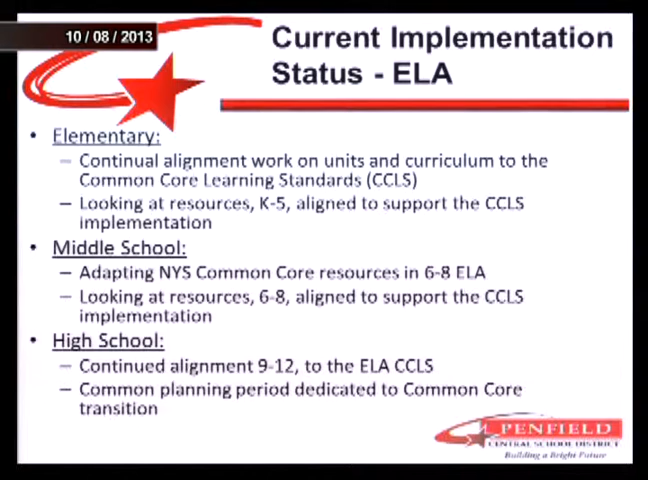 10 / 08 / 2013
Current Implementation
Status - ELA
• Elementary:
– Continual alignment work on units and curriculum to the
Common Core Learning Standards (CCLS)
– Looking at resources, K-5, aligned to support the CCLS
implementation
• Middle School:
– Adapting NYS Common Core resources in 6-8 ELA
– Looking at resources, 6-8, aligned to support the CCLS
implementation
• High School:
– Continued alignment 9-12, to the ELA CCLS
– Common planning period dedicated to Common Core
transition
PENFIELD
CENTRAL SCHOOL DISTRICT
Building a Bright Future